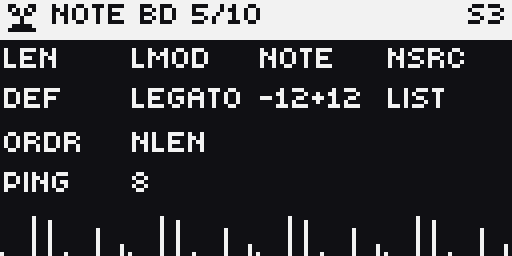 NOTE BD 5/10 S3
LEN LMOD NOTE NSRC
DEF LEGATO -12+12 LIST
ORDR NLEN
PING 8